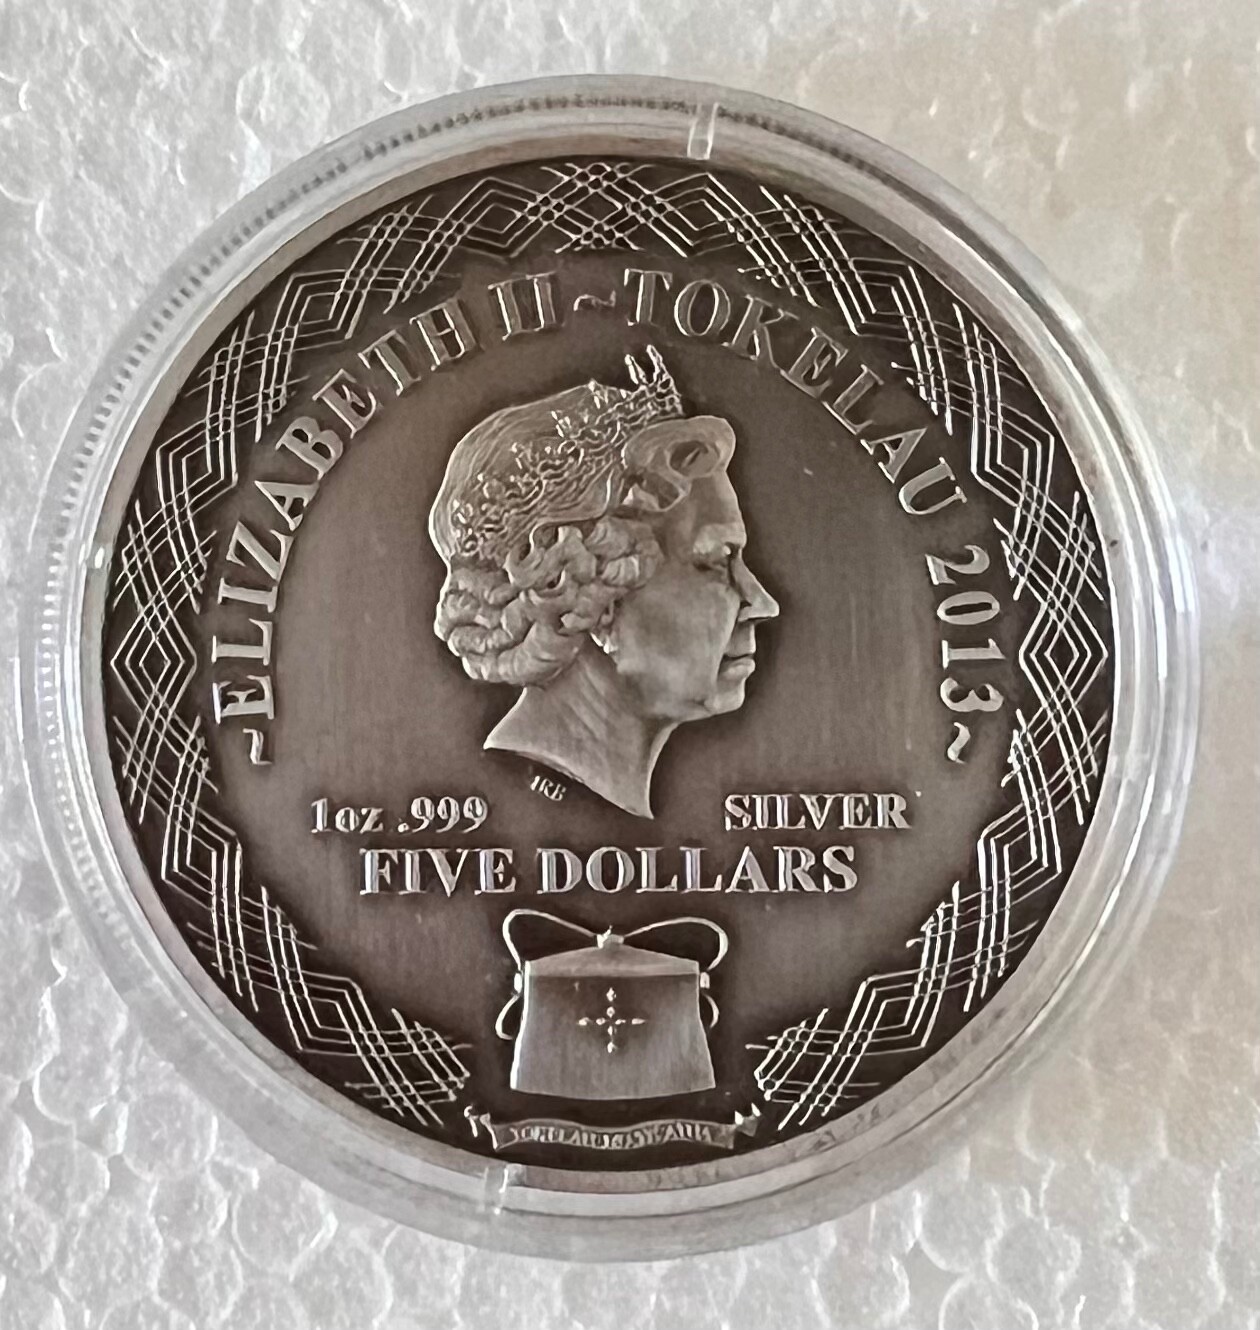 ~ELIZABETH II~TOKELAU 2013~
IRB
1oz .999 SILVER
FIVE DOLLARS